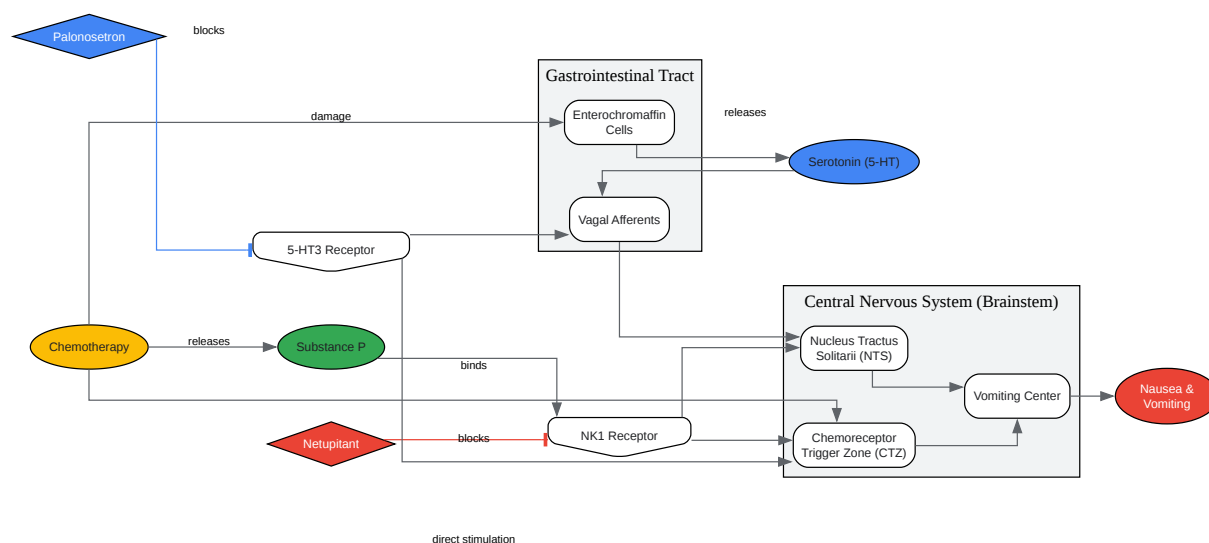 Palonosetron
blocks
Gastrointestinal Tract
damage
Enterochromaffin
Cells
releases
Serotonin (5-HT)
Vagal Afferents
5-HT3 Receptor
Central Nervous System (Brainstem)
Chemotherapy
releases
Substance P
Nucleus Tractus
Solitarii (NTS)
binds
Vomiting Center
Nausea &
Vomiting
Netupitant
blocks
NK1 Receptor
Chemoreceptor
Trigger Zone (CTZ)
direct stimulation